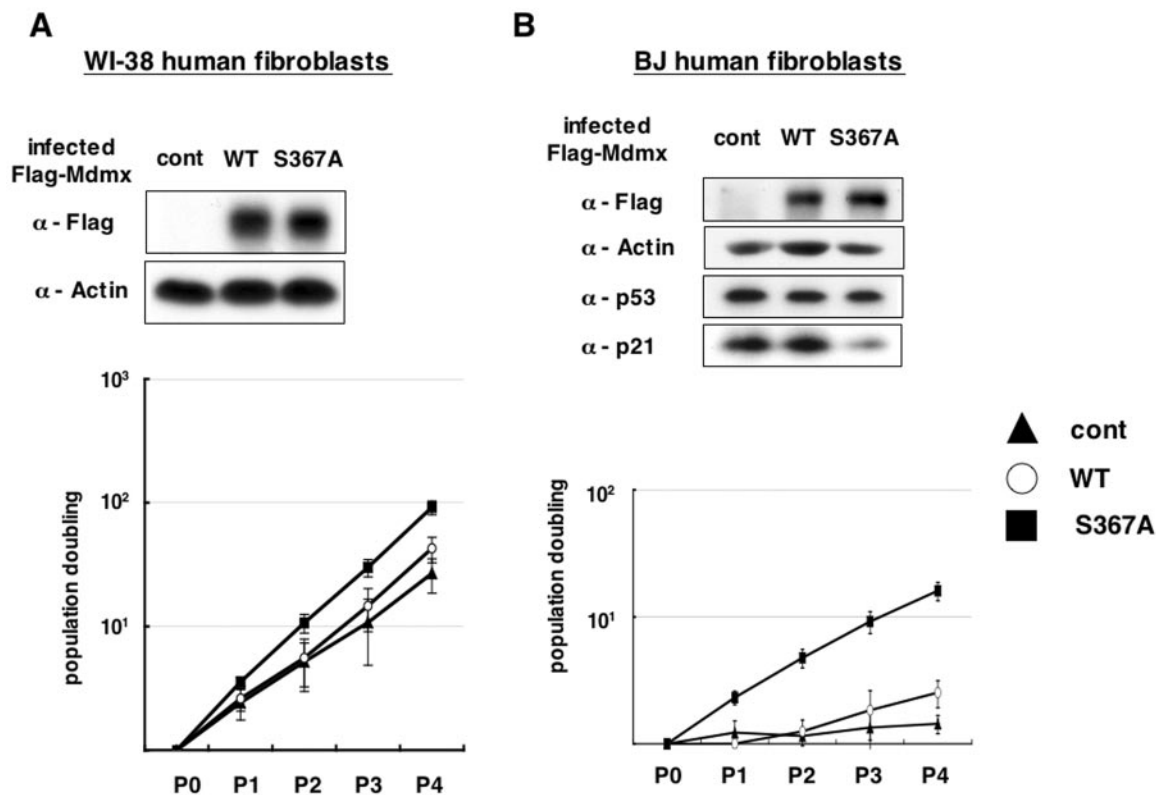 A
WI-38 human fibroblasts
infected
Flag-Mdmx
cont WT S367A
α - Flag
α - Actin
10³
10²
10¹
population doubling
P0 P1 P2 P3 P4
B
BJ human fibroblasts
infected
Flag-Mdmx
cont WT S367A
α - Flag
α - Actin
α - p53
α - p21
10²
10¹
population doubling
P0 P1 P2 P3 P4
cont
WT
S367A